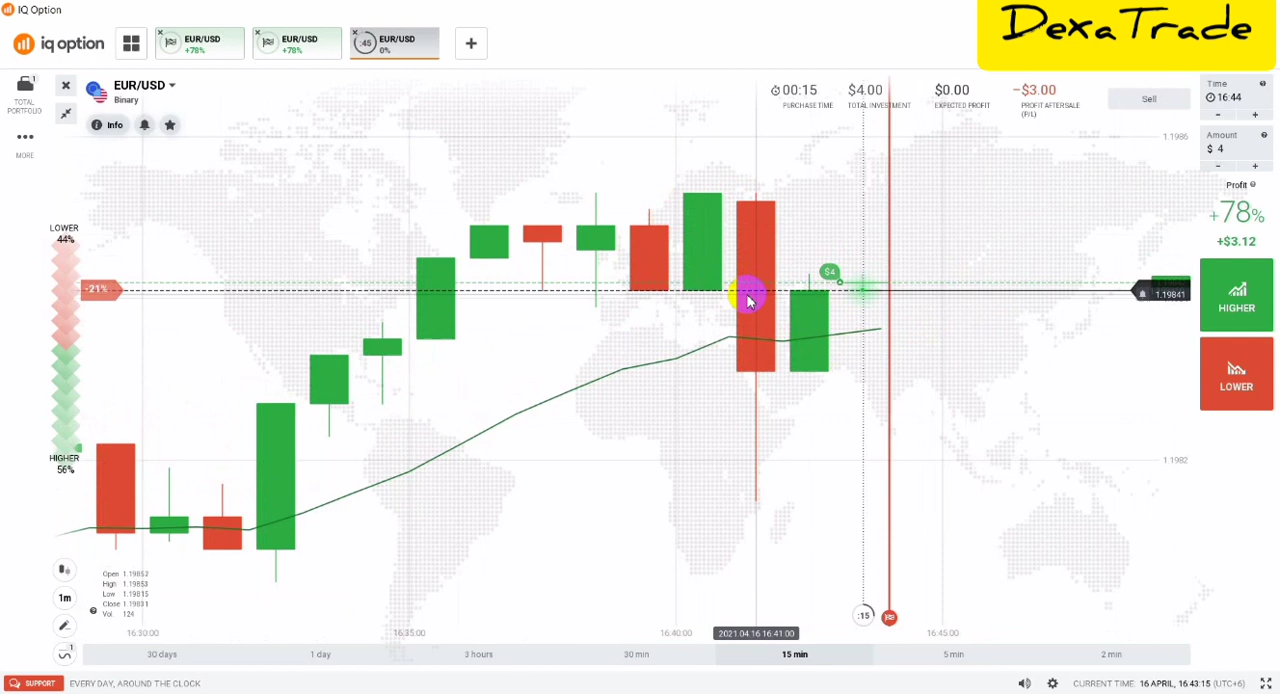 IQ Option
DexaTrade
iq option
EUR/USD
+78%
EUR/USD
+78%
:45
EUR/USD
0%
+
1
TOTAL
PORTFOLIO
MORE
EUR/USD
Binary
Info
00:15
PURCHASE TIME
$4.00
TOTAL INVESTMENT
$0.00
EXPECTED PROFIT
−$3.00
PROFIT AFTER SALE
(P/L)
Sell
Time
16:44
- +
Amount
$ 4
- +
Profit
+78%
+$3.12
HIGHER
LOWER
1.1986
LOWER
44%
-21%
$4
1.19841
HIGHER
56%
1.1982
Open 1.19852
High 1.19853
Low 1.19815
Close 1.19831
Vol. 124
1m
1
:15
16:30:00
16:35:00
16:40:00
2021.04.16 16:41:00
16:45:00
30 days
1 day
3 hours
30 min
15 min
5 min
2 min
SUPPORT
EVERY DAY, AROUND THE CLOCK
CURRENT TIME: 16 APRIL, 16:43:15 (UTC+6)